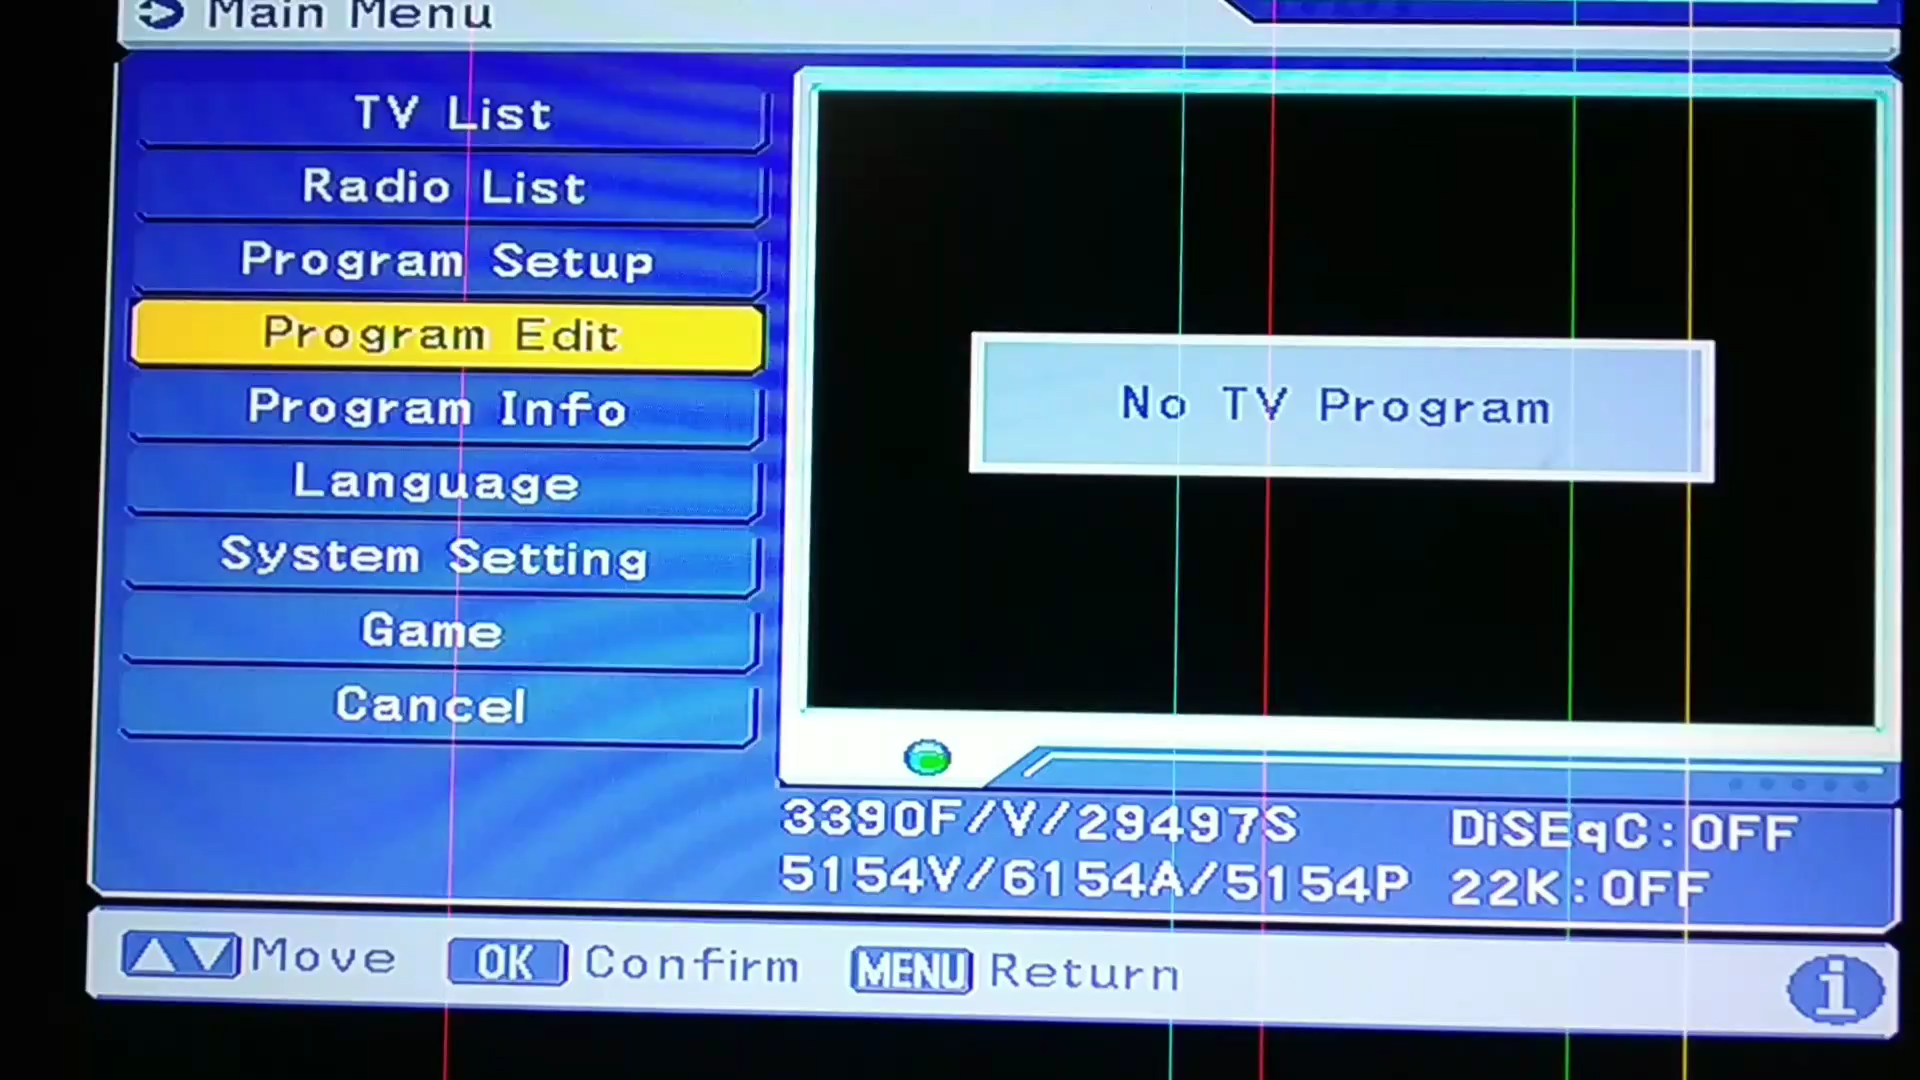 Main Menu
TV List
Radio List
Program Setup
Program Edit
Program Info
Language
System Setting
Game
Cancel
No TV Program
3390F/V/29497S DiSEqC:OFF
5154V/6154A/5154P 22K:OFF
Move OK Confirm MENU Return i